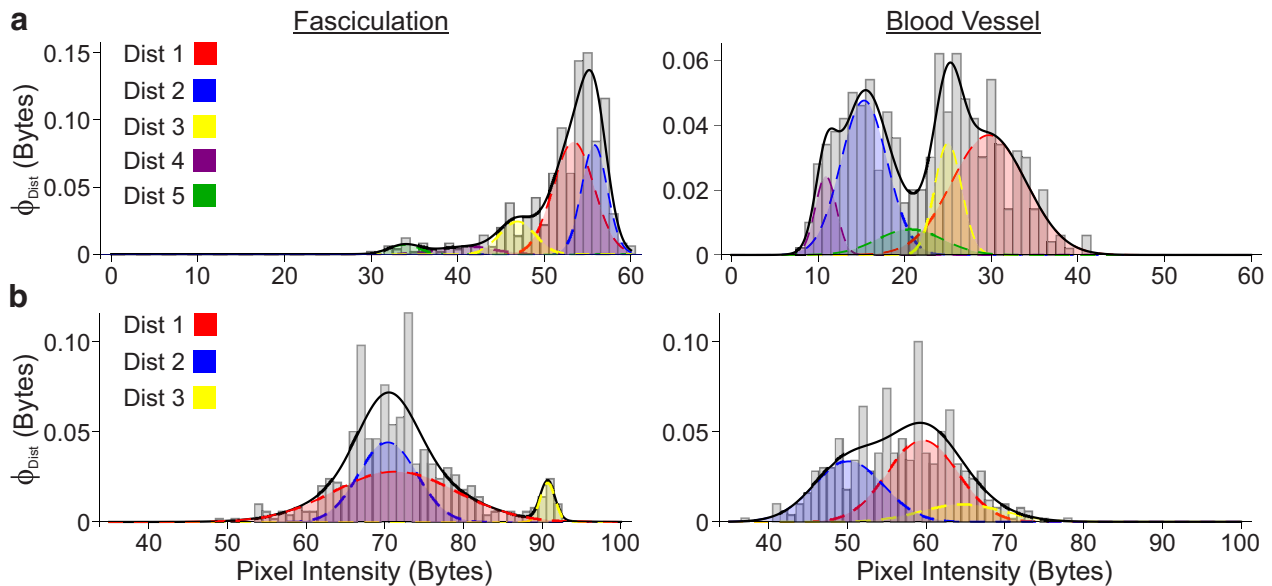 a
Fasciculation
Blood Vessel
ϕDist (Bytes)
0.15
0.10
0.05
0
Dist 1
Dist 2
Dist 3
Dist 4
Dist 5
0 10 20 30 40 50 60
0.06
0.04
0.02
0
0 10 20 30 40 50 60
b
ϕDist (Bytes)
0.10
0.05
0
Dist 1
Dist 2
Dist 3
40 50 60 70 80 90 100
Pixel Intensity (Bytes)
0.10
0.05
0
40 50 60 70 80 90 100
Pixel Intensity (Bytes)